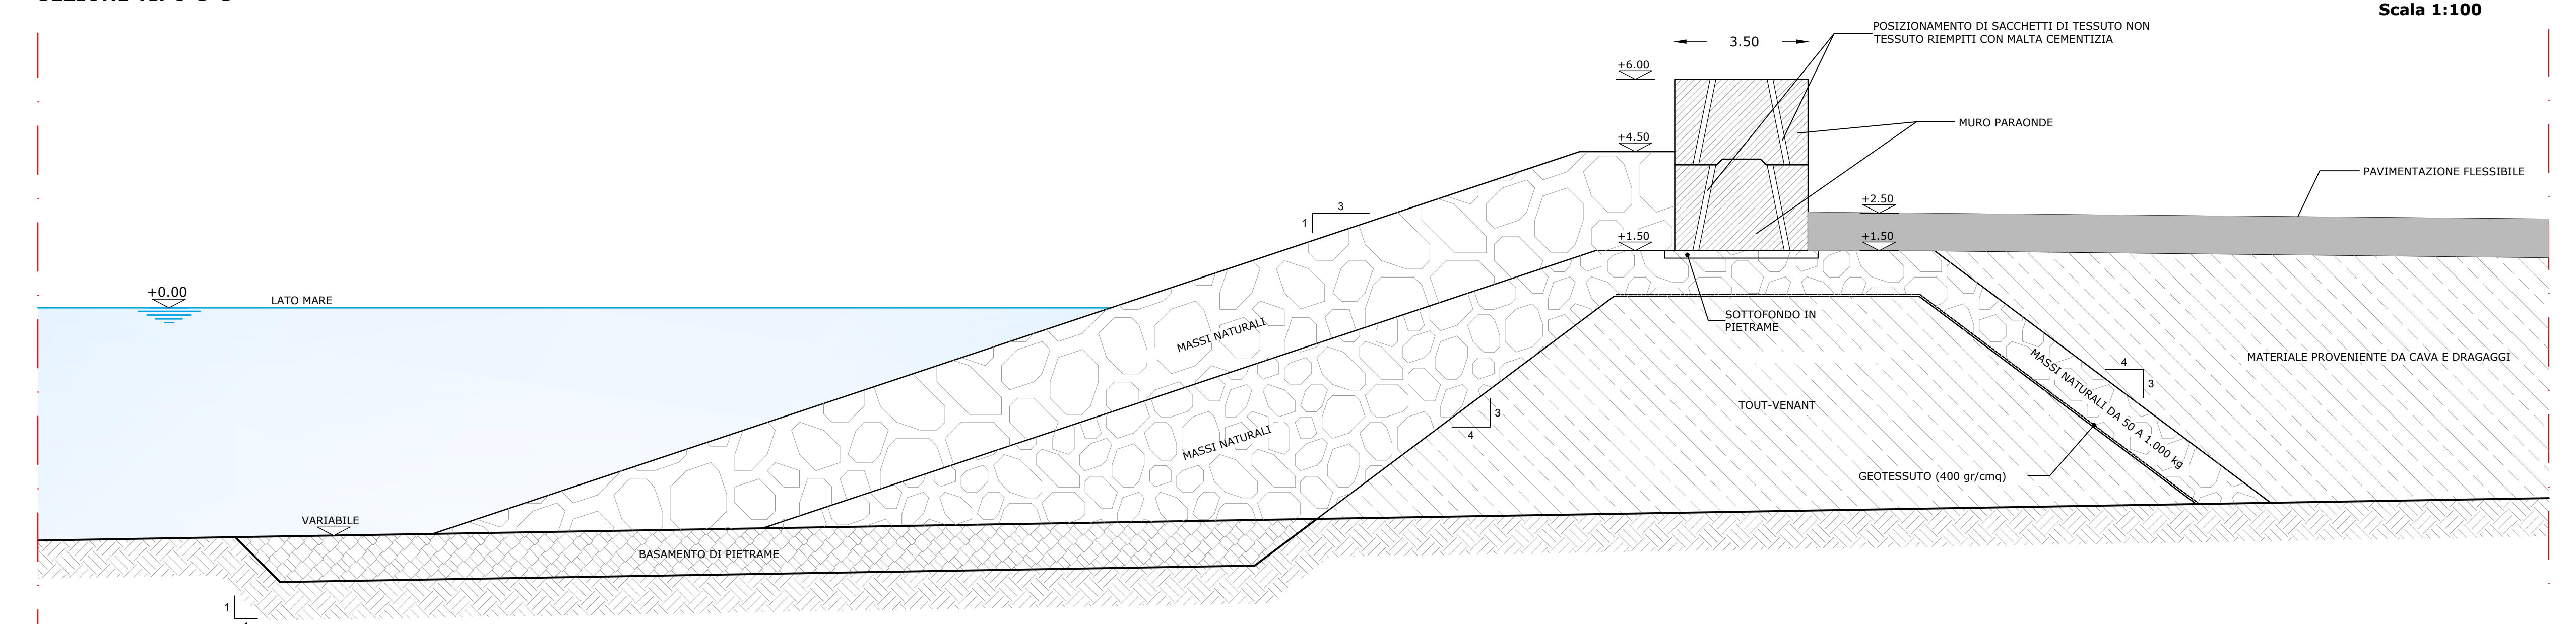 Scala 1:100
POSIZIONAMENTO DI SACCHETTI DI TESSUTO NON
TESSUTO RIEMPITI CON MALTA CEMENTIZIA
3.50
+6.00
MURO PARAONDE
+4.50
PAVIMENTAZIONE FLESSIBILE
+2.50
3
1
+1.50
+1.50
+0.00
LATO MARE
SOTTOFONDO IN
PIETRAME
MASSI NATURALI
MASSI NATURALI DA 50 A 1.000 kg
4
3
MATERIALE PROVENIENTE DA CAVA E DRAGAGGI
TOUT-VENANT
3
4
MASSI NATURALI
GEOTESSUTO (400 gr/cmq)
VARIABILE
BASAMENTO DI PIETRAME
1